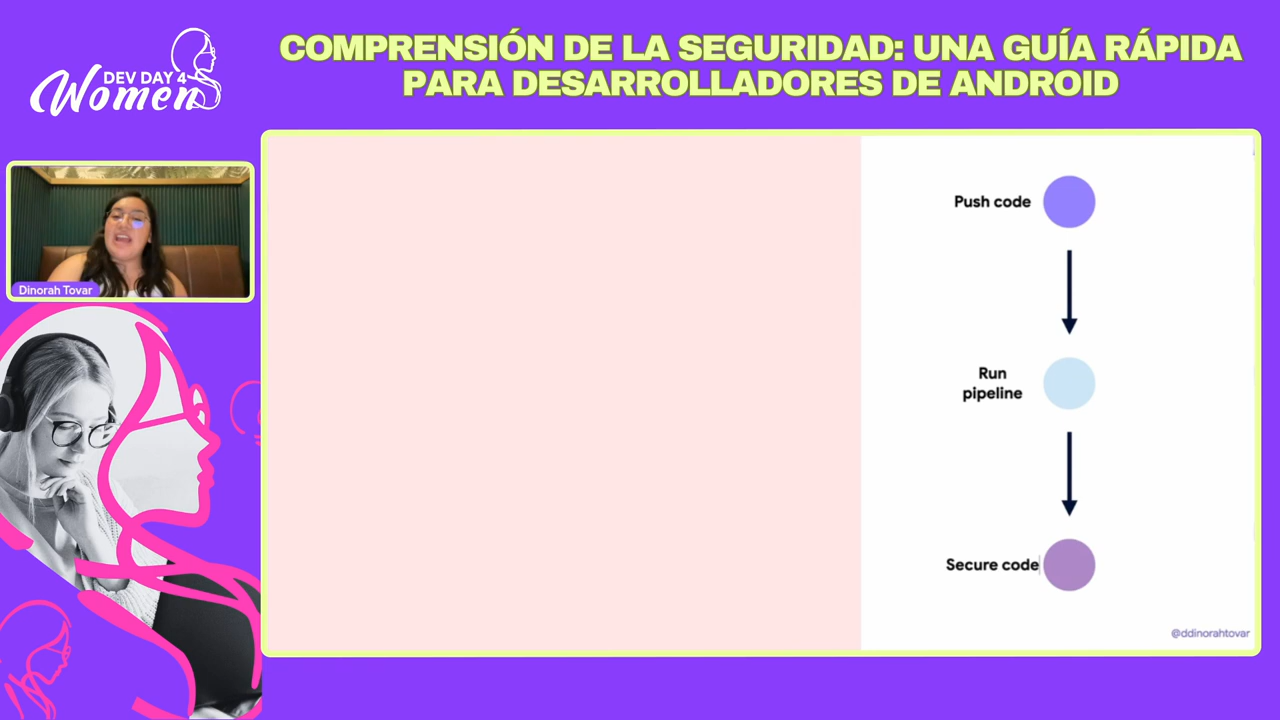 DEV DAY 4
Women
COMPRENSIÓN DE LA SEGURIDAD: UNA GUÍA RÁPIDA
PARA DESARROLLADORES DE ANDROID
Dinorah Tovar
Push code
Run
pipeline
Secure code
@ddinorahtovar